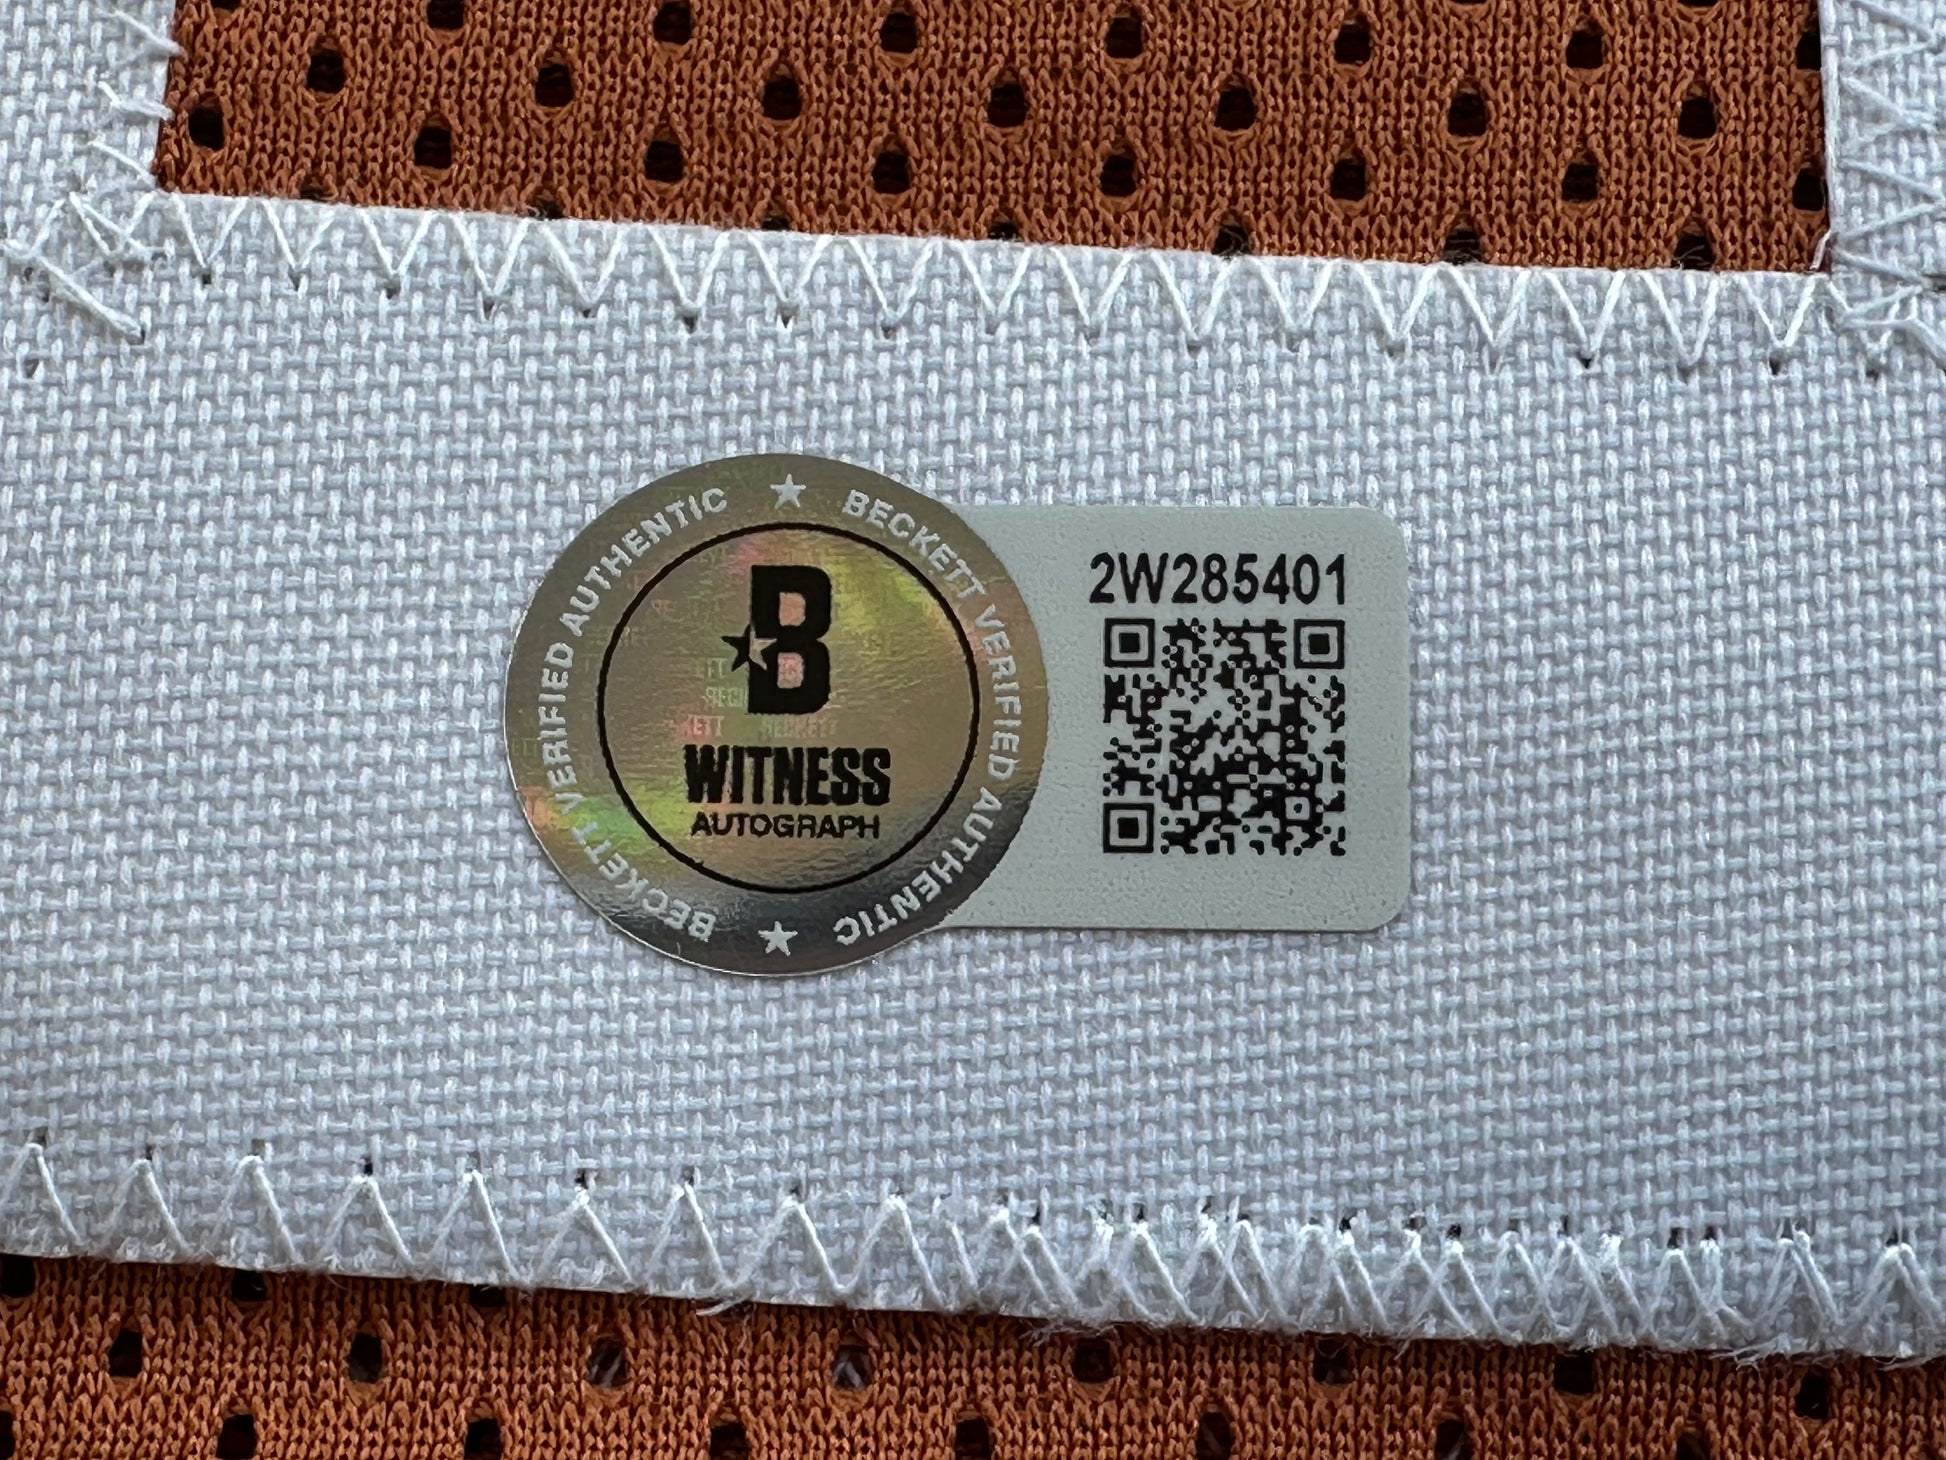 BECKETT VERIFIED AUTHENTIC ★ BECKETT VERIFIED AUTHENTIC ★
B
WITNESS
AUTOGRAPH
2W285401